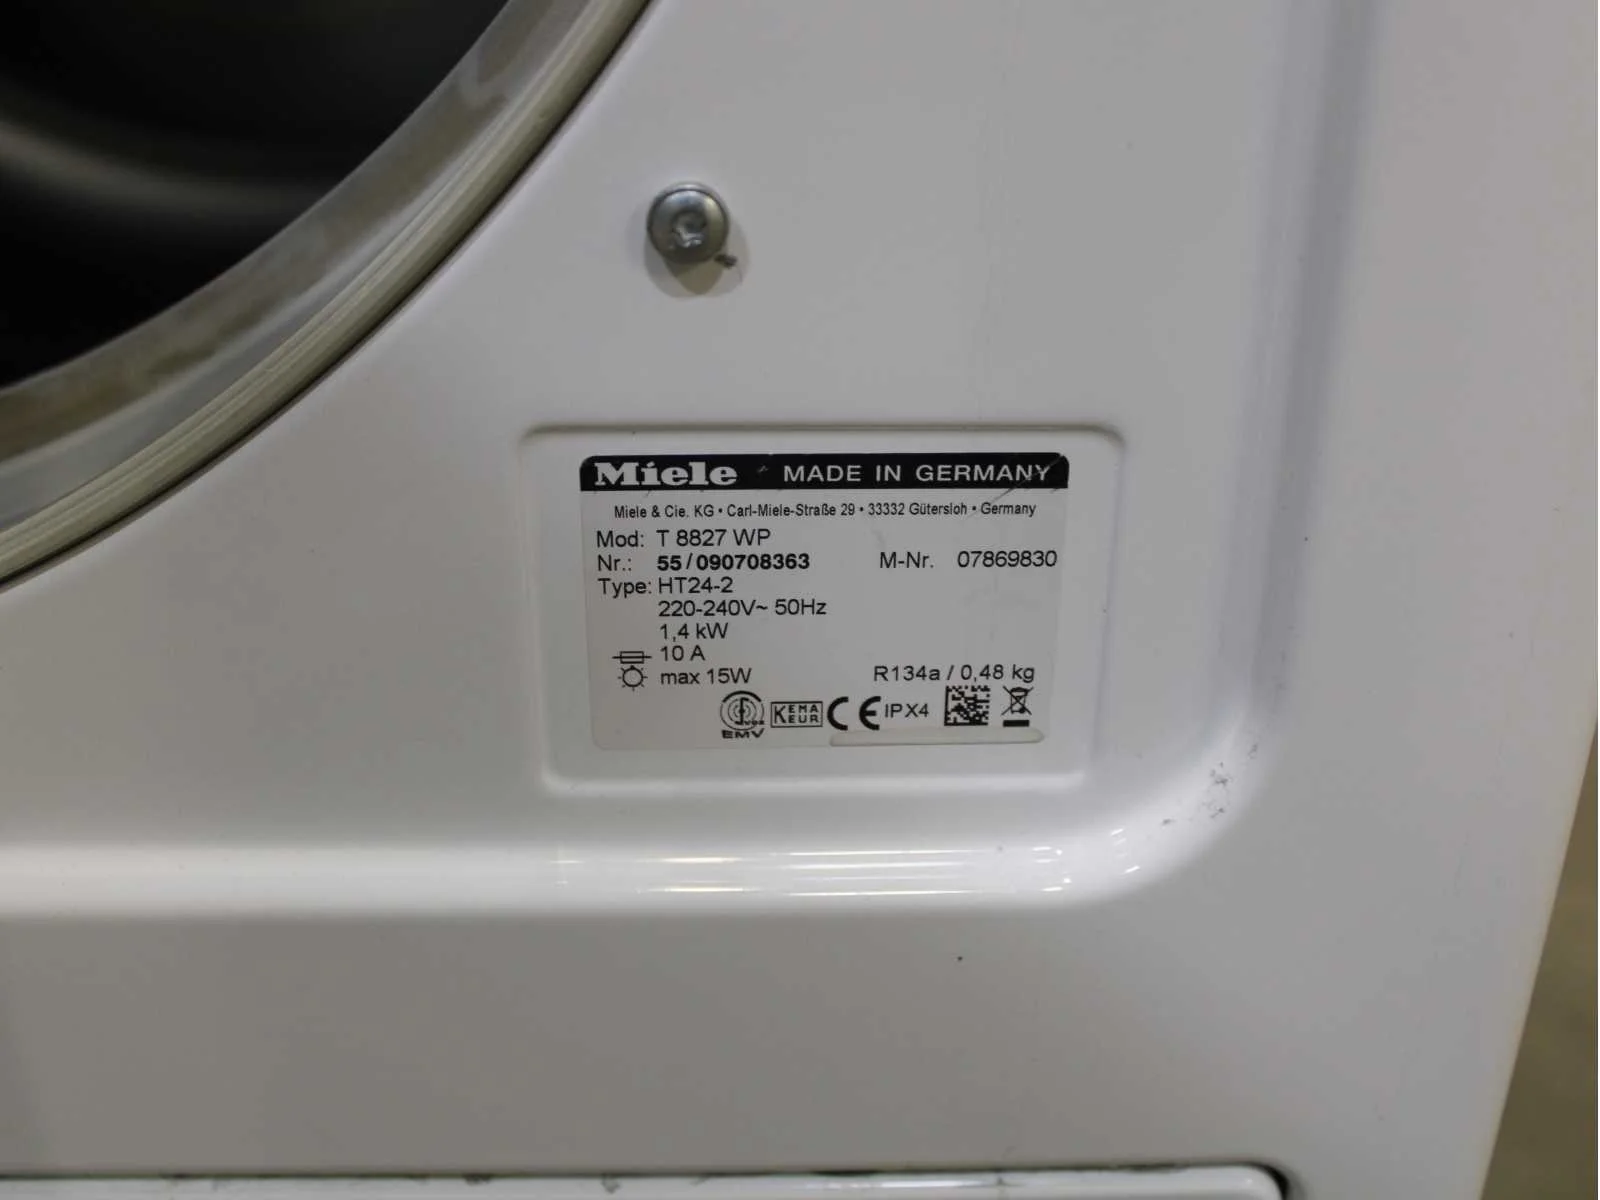 Miele MADE IN GERMANY
Miele & Cie. KG • Carl-Miele-Straße 29 • 33332 Gütersloh • Germany
Mod: T 8827 WP
Nr.: 55/090708363 M-Nr. 07869830
Type: HT24-2
220-240V~ 50Hz
1,4 kW
10 A
max 15W R134a / 0,48 kg
EMV KEMA KEUR CE IPX4